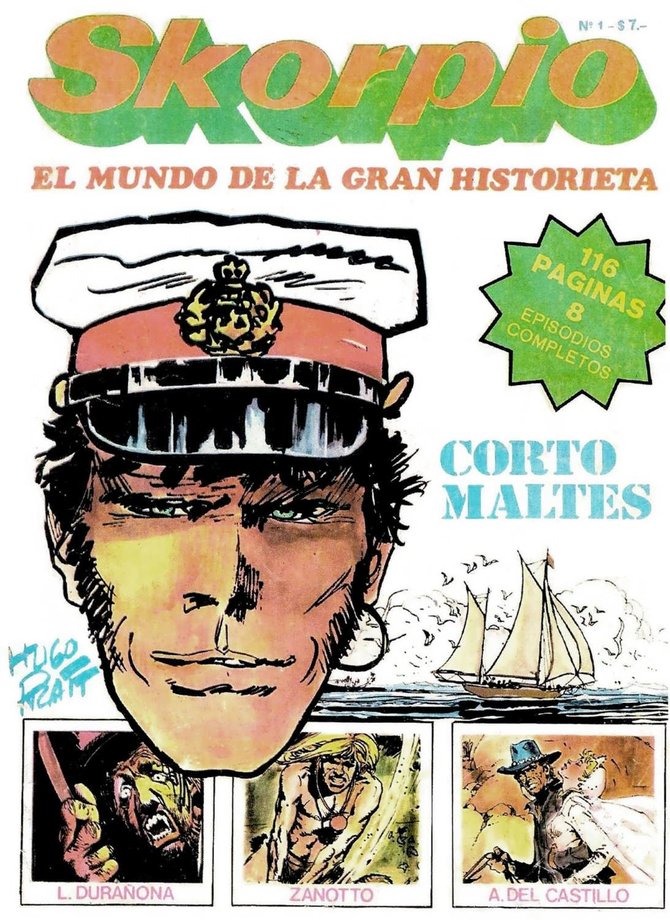 Nº 1 - $ 7.-
Skorpio
EL MUNDO DE LA GRAN HISTORIETA
116
PAGINAS
8
EPISODIOS
COMPLETOS
CORTO
MALTES
HUGO
PRATT
L. DURAÑONA
ZANOTTO
A. DEL CASTILLO